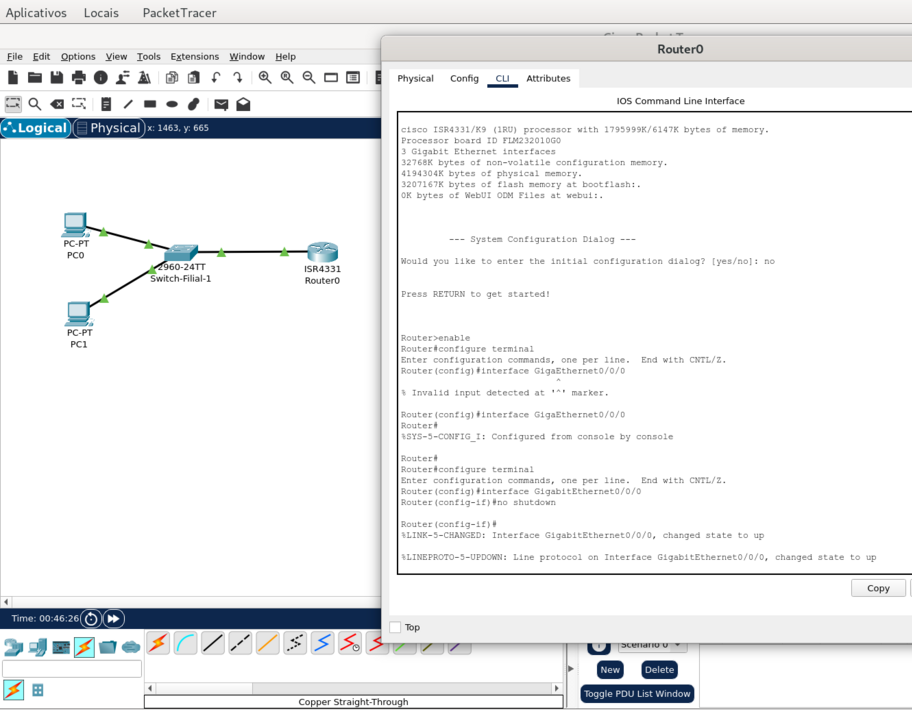 Aplicativos Locais PacketTracer
File Edit Options View Tools Extensions Window Help
Logical Physical x: 1463, y: 665
PC-PT
PC0
2960-24TT
Switch-Filial-1
ISR4331
Router0
PC-PT
PC1
Router0
Physical Config CLI Attributes
IOS Command Line Interface
cisco ISR4331/K9 (1RU) processor with 1795999K/6147K bytes of memory.
Processor board ID FLM232010G0
3 Gigabit Ethernet interfaces
32768K bytes of non-volatile configuration memory.
4194304K bytes of physical memory.
3207167K bytes of flash memory at bootflash:.
0K bytes of WebUI ODM Files at webui:.
--- System Configuration Dialog ---
Would you like to enter the initial configuration dialog? [yes/no]: no
Press RETURN to get started!
Router>enable
Router#configure terminal
Enter configuration commands, one per line. End with CNTL/Z.
Router(config)#interface GigaEthernet0/0/0
^
% Invalid input detected at '^' marker.
Router(config)#interface GigaEthernet0/0/0
Router#
%SYS-5-CONFIG_I: Configured from console by console
Router#
Router#configure terminal
Enter configuration commands, one per line. End with CNTL/Z.
Router(config)#interface GigabitEthernet0/0/0
Router(config-if)#no shutdown
Router(config-if)#
%LINK-5-CHANGED: Interface GigabitEthernet0/0/0, changed state to up
%LINEPROTO-5-UPDOWN: Line protocol on Interface GigabitEthernet0/0/0, changed state to up
Copy
Top
Time: 00:46:26
Scenario 0
New Delete
Toggle PDU List Window
Copper Straight-Through